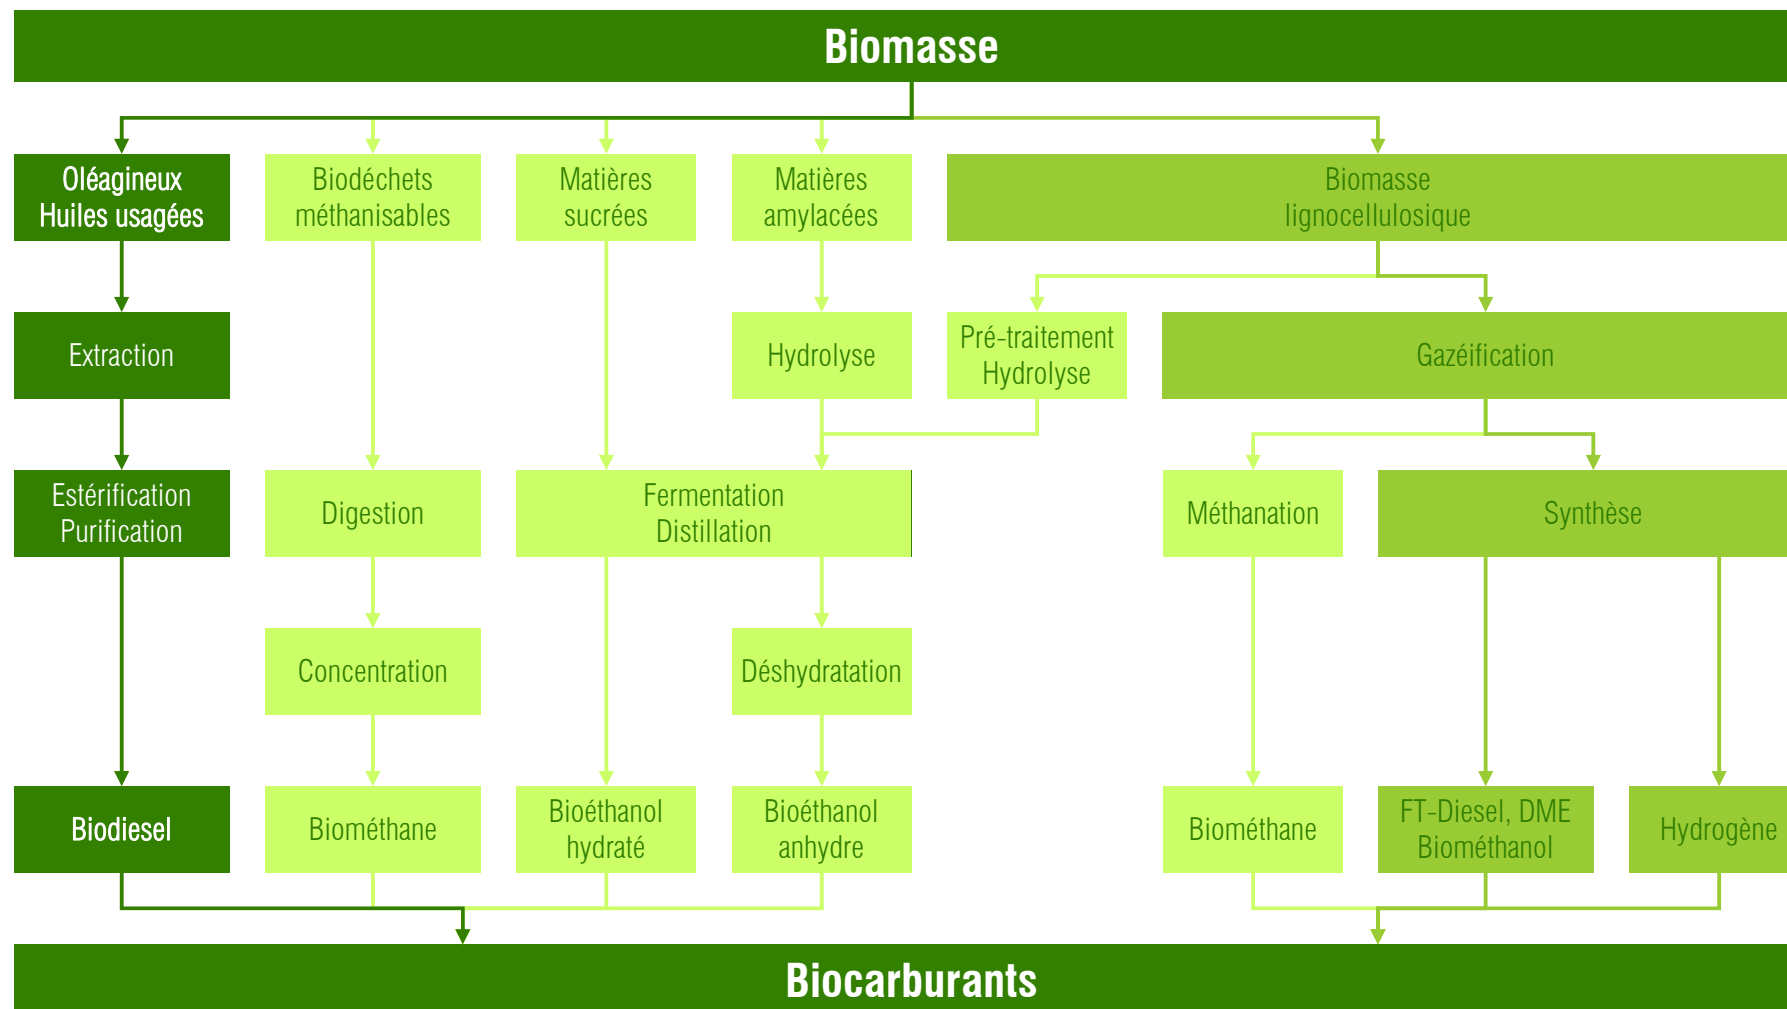 Biomasse
Oléagineux
Huiles usagées
Biodéchets
méthanisables
Matières
sucrées
Matières
amylacées
Biomasse
lignocellulosique
Extraction
Hydrolyse
Pré-traitement
Hydrolyse
Gazéification
Estérification
Purification
Digestion
Fermentation
Distillation
Méthanation
Synthèse
Concentration
Déshydratation
Biodiesel
Biométhane
Bioéthanol
hydraté
Bioéthanol
anhydre
Biométhane
FT-Diesel, DME
Biométhanol
Hydrogène
Biocarburants